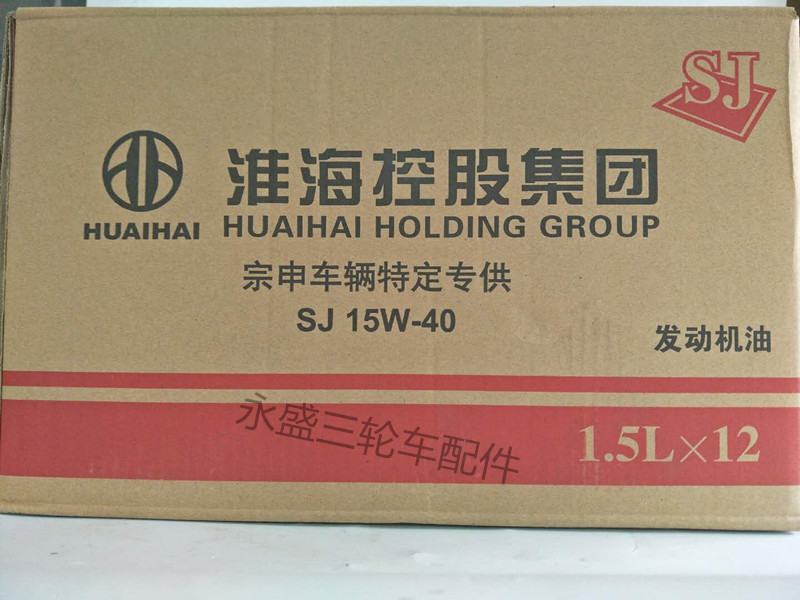 SJ
淮海控股集团
HUAIHAI
HUAIHAI HOLDING GROUP
宗申车辆特定专供
SJ 15W-40
发动机油
永盛三轮车配件
1.5L×12